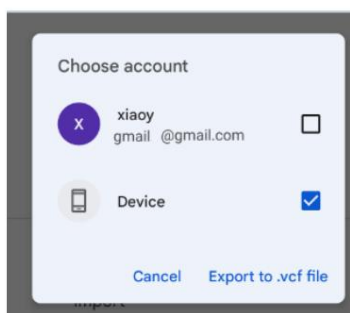 Choose account
X
xiaoy
gmail @gmail.com
Device
Cancel Export to .vcf file
Import